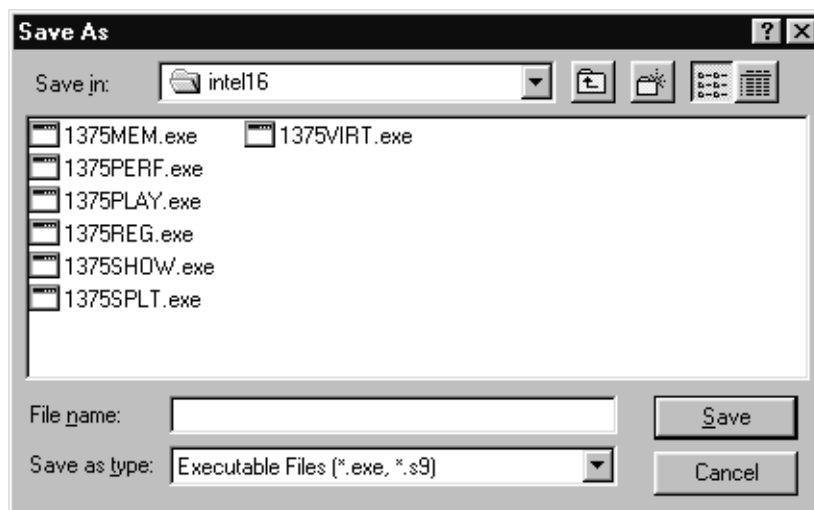 Save As
Save in: intel16
1375MEM.exe 1375VIRT.exe
1375PERF.exe
1375PLAY.exe
1375REG.exe
1375SHOW.exe
1375SPLT.exe
File name: Save
Save as type: Executable Files (*.exe, *.s9) Cancel